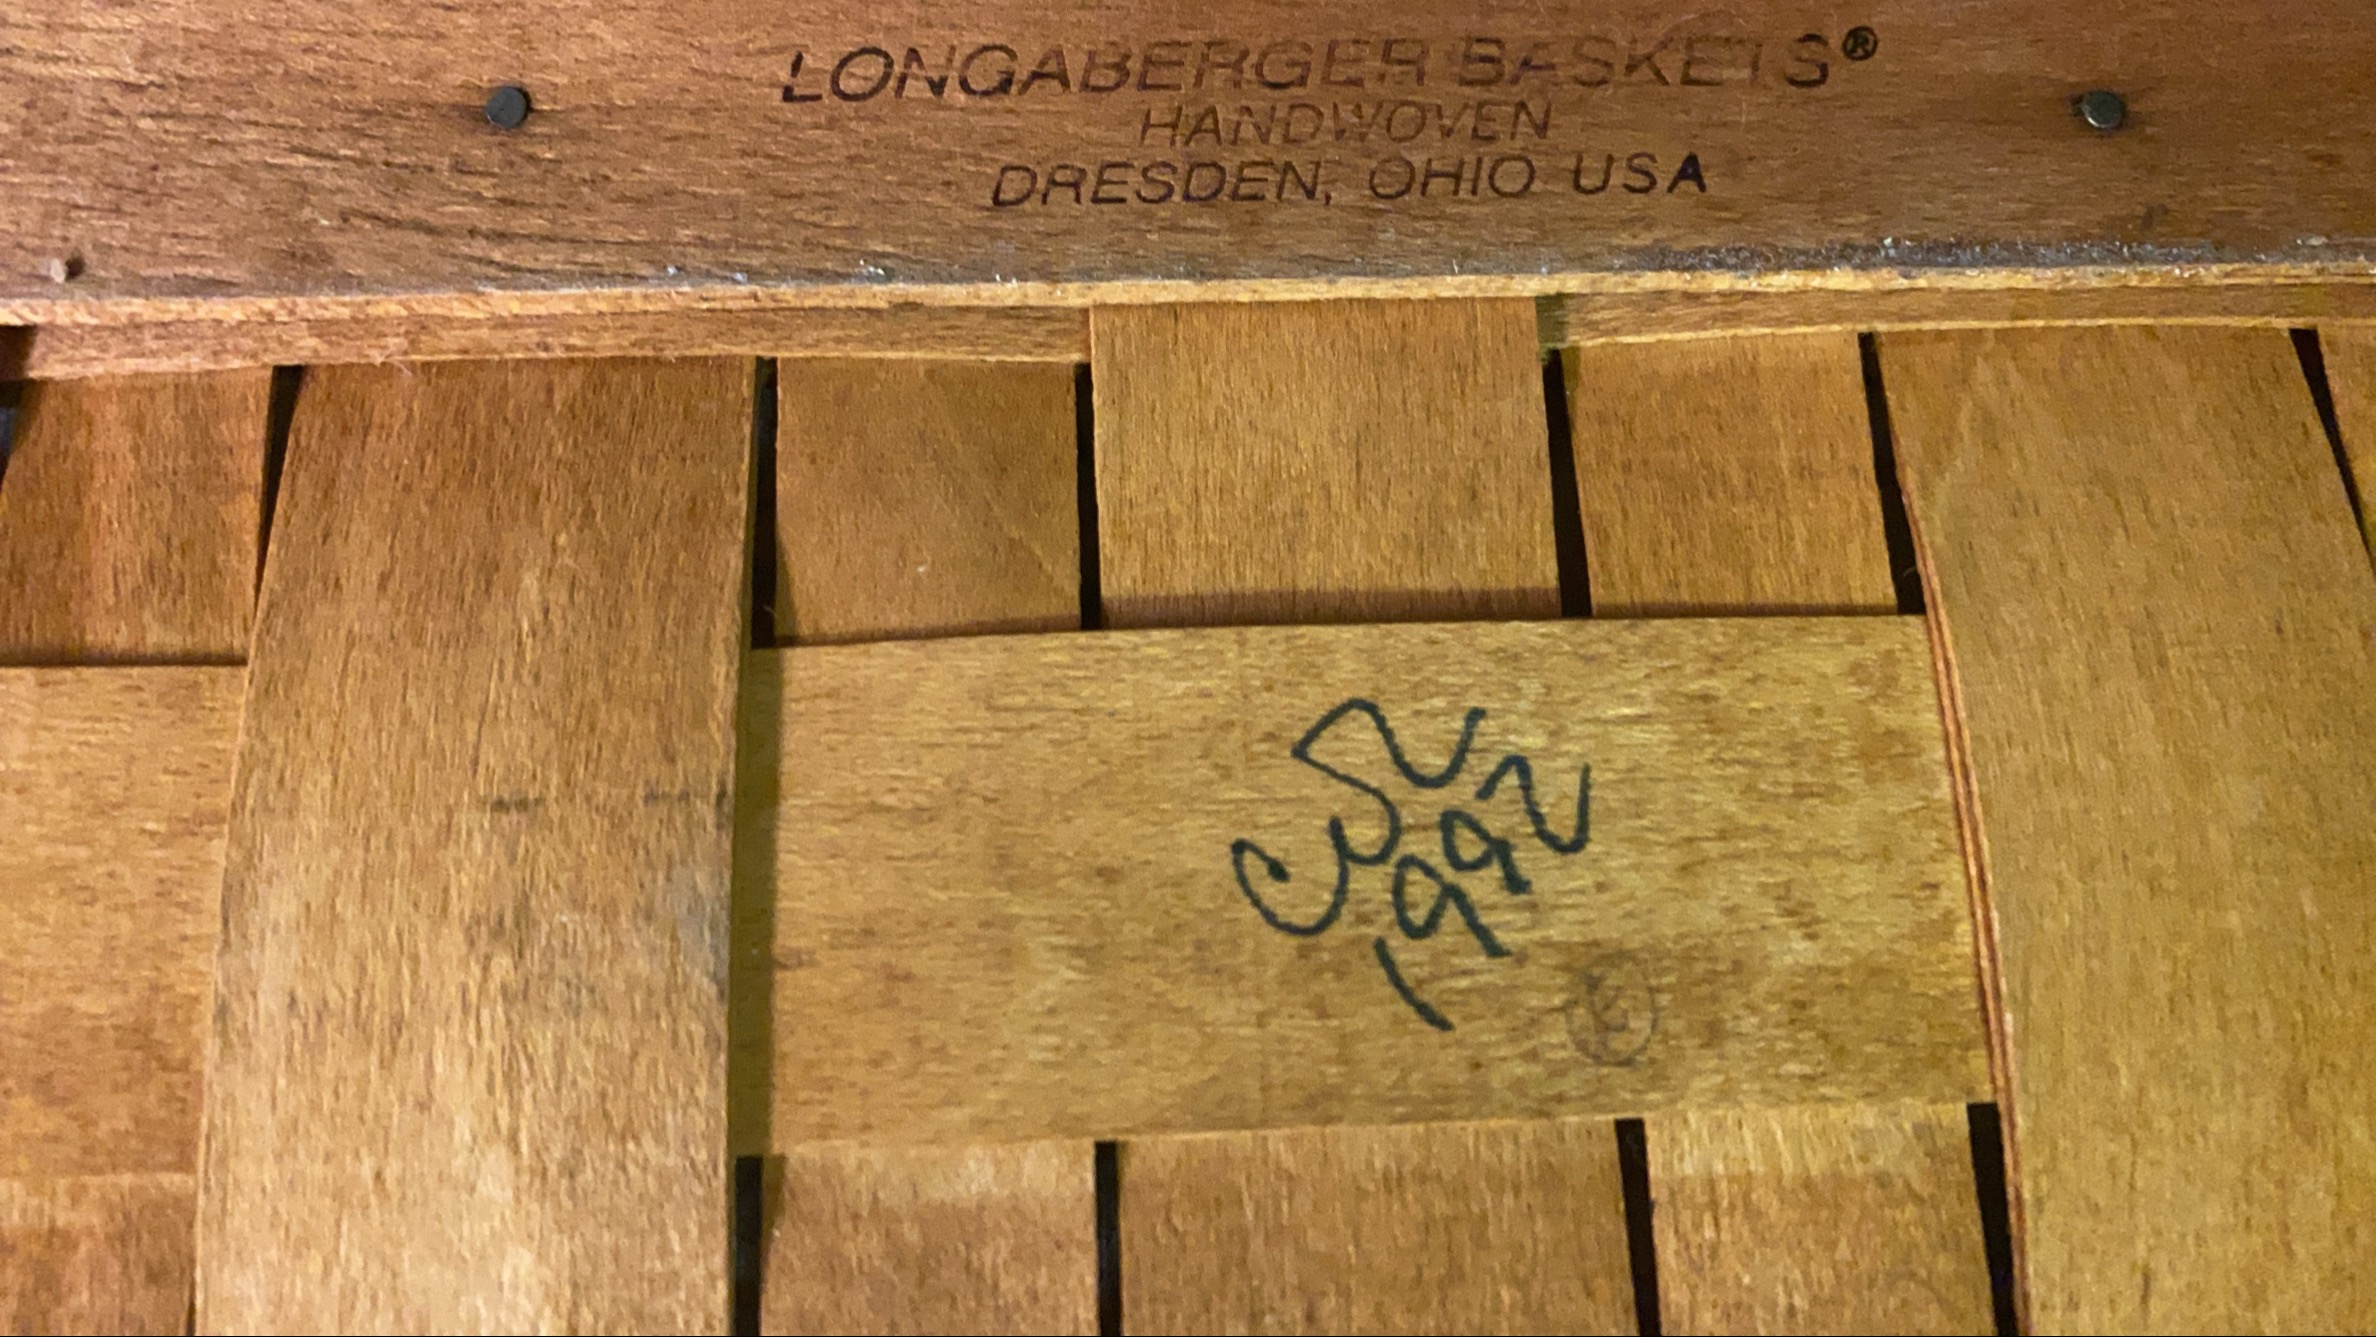 LONGABERGER BASKETS®
HANDWOVEN
DRESDEN, OHIO USA
1992